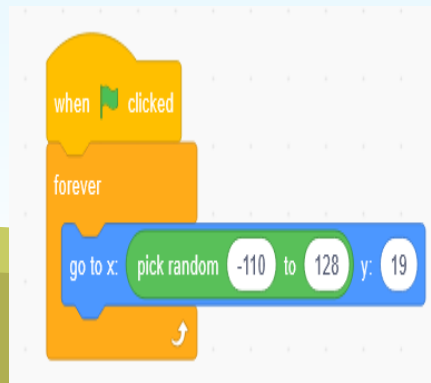 when clicked
forever
go to x: pick random -110 to 128 y: 19